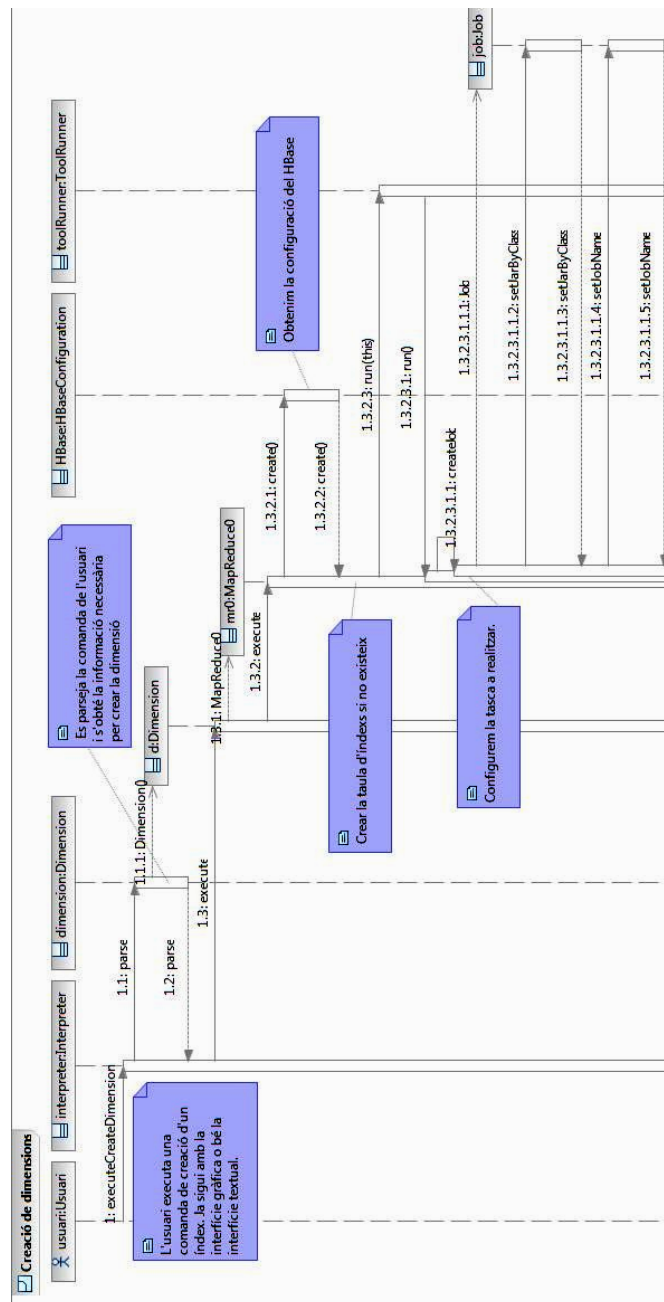 Creació de dimensions
usuari:Usuari
interpreter:Interpreter
dimension:Dimension
HBase:HBaseConfiguration
toolRunner:ToolRunner
1: executeCreateDimension
L'usuari executa una
comanda de creació d'un
índex. Ja sigui amb la
interfície gràfica o bé la
interfície textual.
1.1: parse
1.1.1: Dimension()
d:Dimension
Es parseja la comanda de l'usuari
i s'obté la informació necessària
per crear la dimensió
1.2: parse
1.3: execute
1.3.1: MapReduce0
mr0:MapReduce0
1.3.2: execute
1.3.2.1: create()
Obtenim la configuració del HBase
1.3.2.2: create()
Crear la taula d'indexs si no existeix
1.3.2.3: run(this)
1.3.2.3.1: run()
1.3.2.3.1.1: createJob
Configurem la tasca a realitzar.
1.3.2.3.1.1.1: Job
job:Job
1.3.2.3.1.1.2: setJarByClass
1.3.2.3.1.1.3: setJarByClass
1.3.2.3.1.1.4: setJobName
1.3.2.3.1.1.5: setJobName